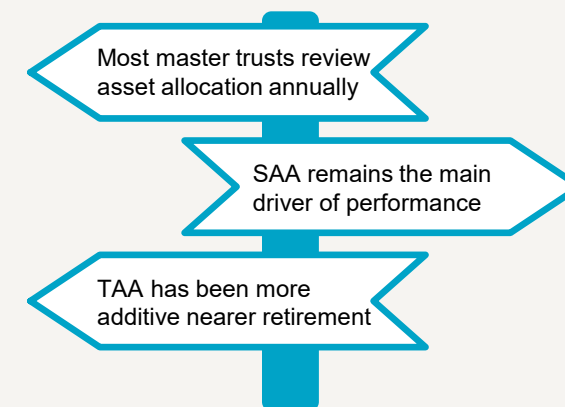 Most master trusts review
asset allocation annually
SAA remains the main
driver of performance
TAA has been more
additive nearer retirement